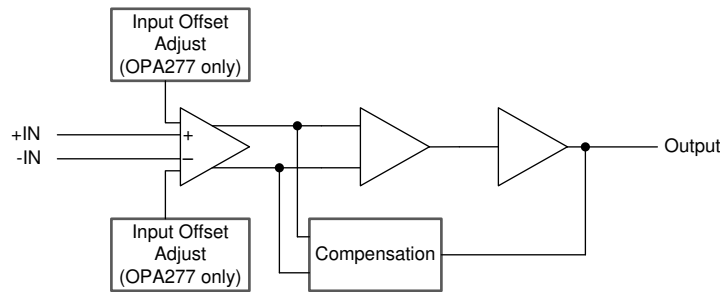 Input Offset
Adjust
(OPA277 only)
+IN
-IN
+
−
Output
Input Offset
Adjust
(OPA277 only)
Compensation